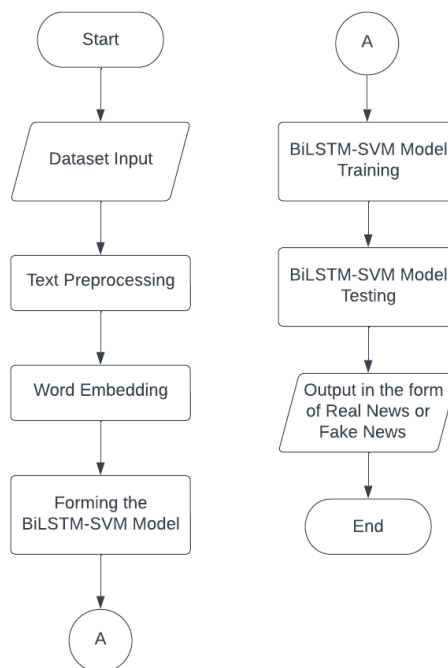 Start
Dataset Input
Text Preprocessing
Word Embedding
Forming the
BiLSTM-SVM Model
A
A
BiLSTM-SVM Model
Training
BiLSTM-SVM Model
Testing
Output in the form
of Real News or
Fake News
End